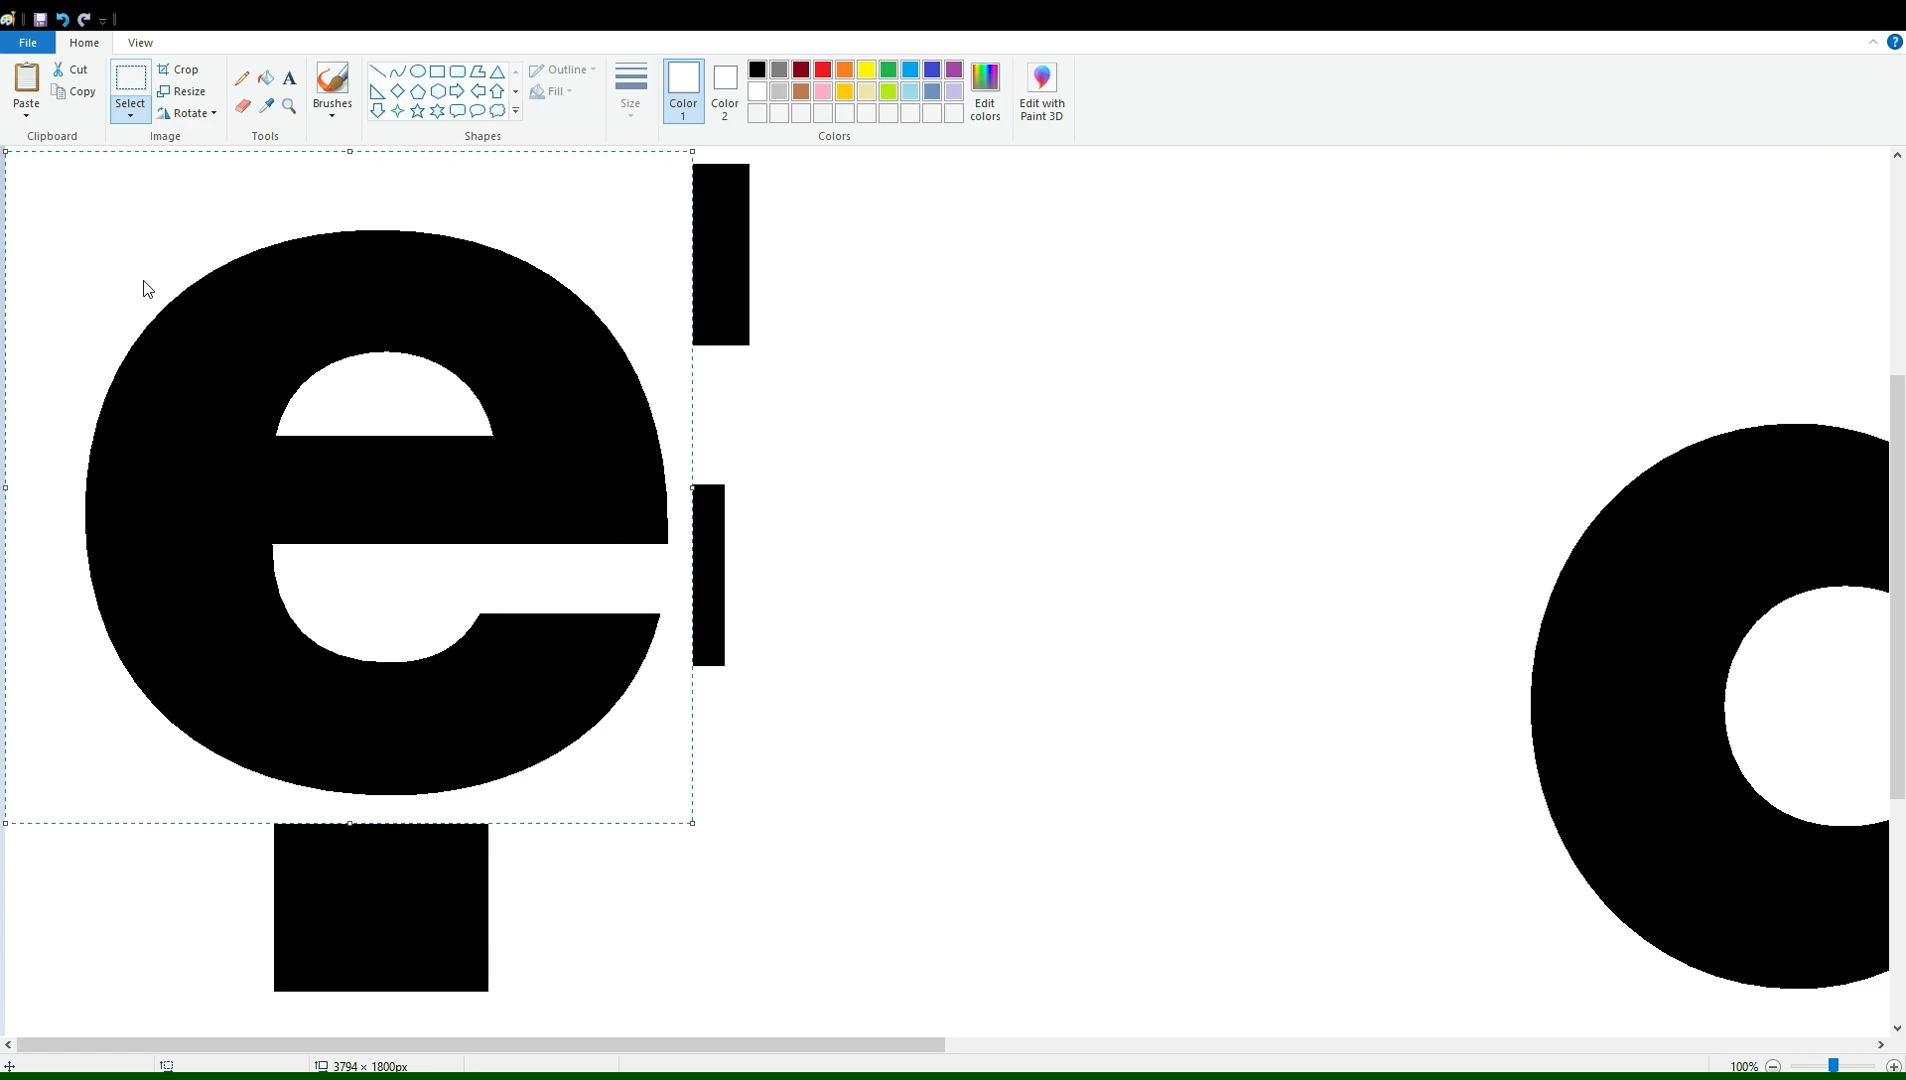 File Home View
Paste
Cut
Copy
Clipboard
Select
Crop
Resize
Rotate
Image
A
Tools
Brushes
Shapes
Outline
Fill
Size
Color 1
Color 2
Edit colors
Colors
Edit with Paint 3D
?
e
3794 × 1800px
100%